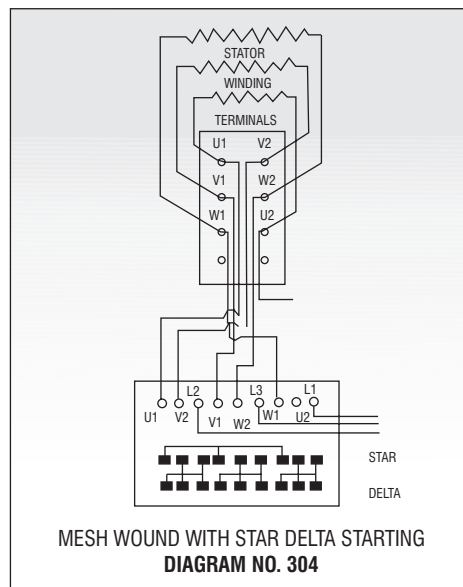 STATOR
WINDING
TERMINALS
U1 V2
V1 W2
W1 U2
L2 L3 L1
U1 V2 V1 W2 W1 U2
STAR
DELTA
MESH WOUND WITH STAR DELTA STARTING
DIAGRAM NO. 304